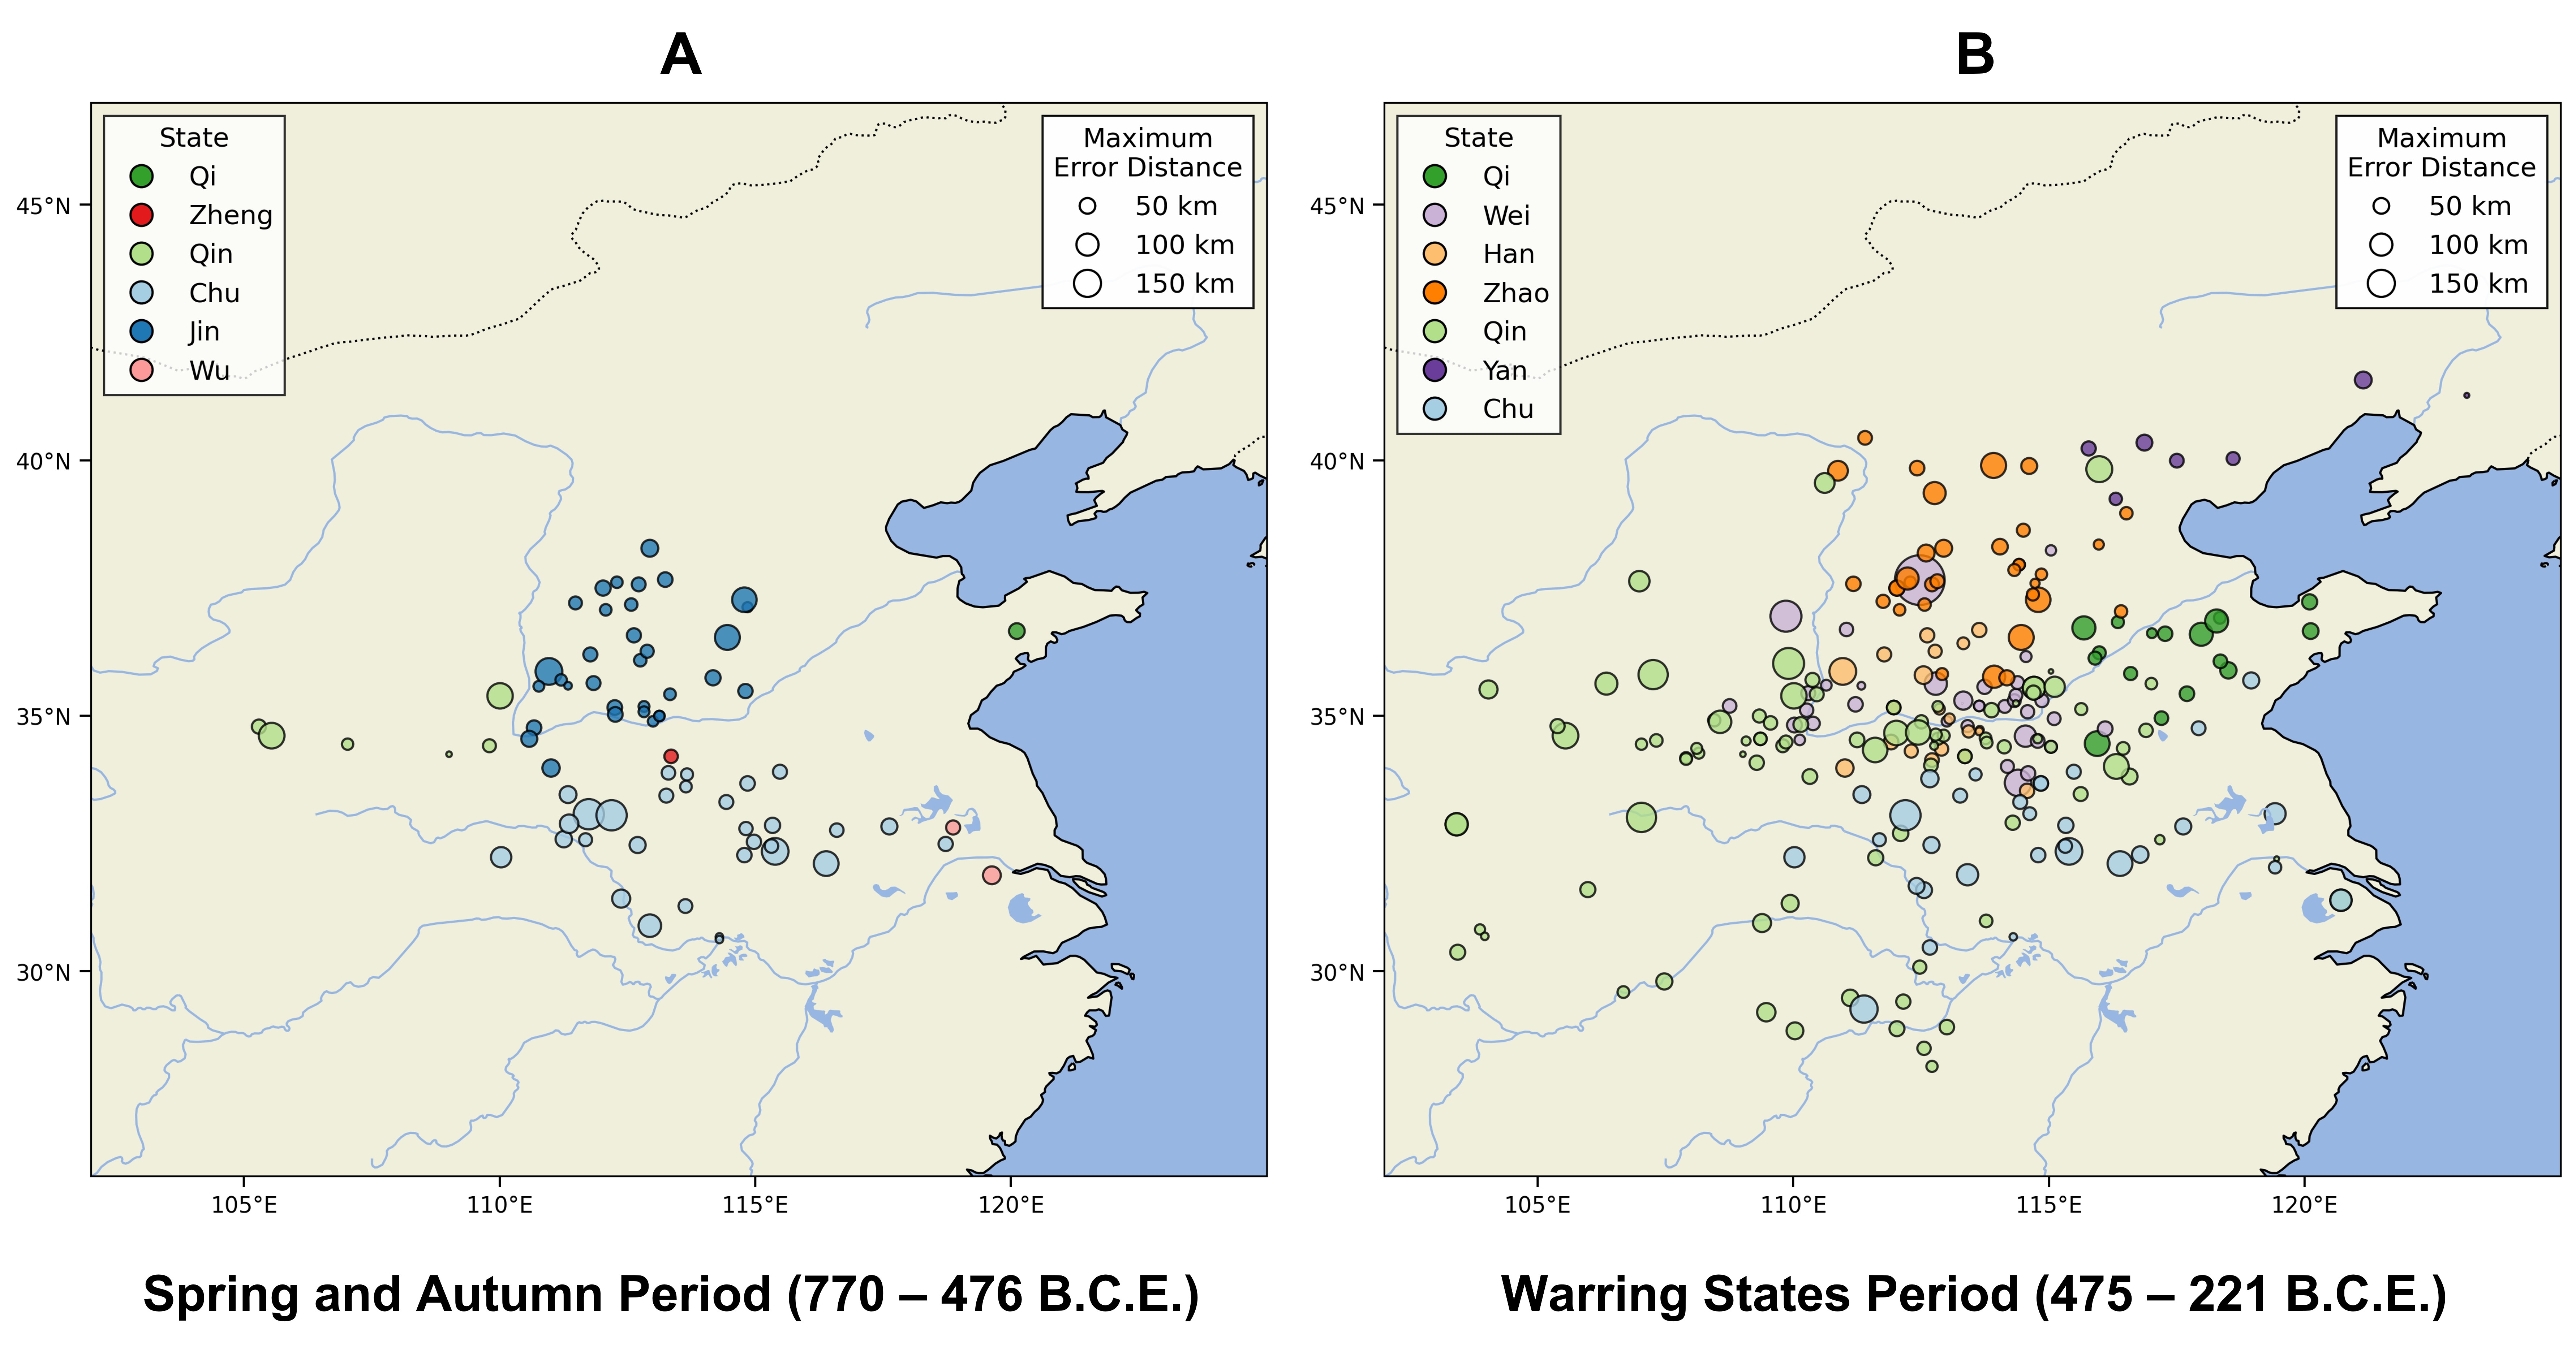 A
B
State
Qi
Zheng
Qin
Chu
Jin
Wu
Maximum
Error Distance
50 km
100 km
150 km
45°N
40°N
35°N
30°N
105°E
110°E
115°E
120°E
State
Qi
Wei
Han
Zhao
Qin
Yan
Chu
Maximum
Error Distance
50 km
100 km
150 km
45°N
40°N
35°N
30°N
105°E
110°E
115°E
120°E
Spring and Autumn Period (770 – 476 B.C.E.)
Warring States Period (475 – 221 B.C.E.)